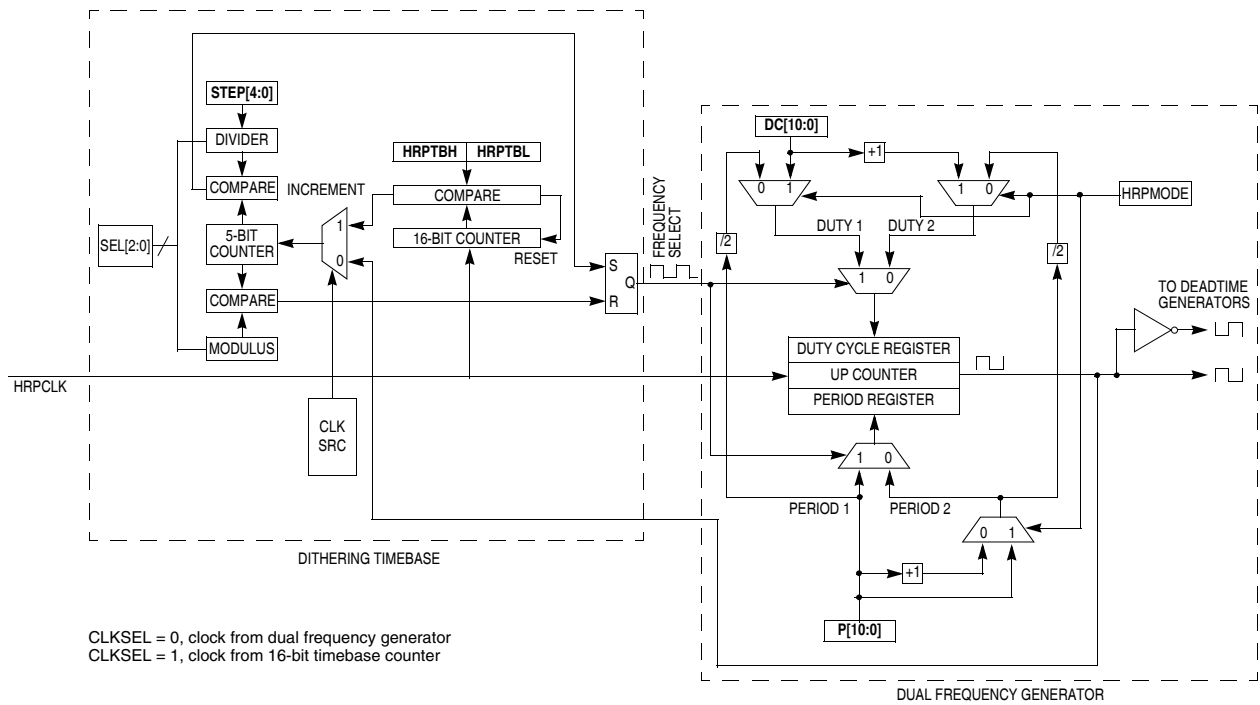 STEP[4:0]
DIVIDER
COMPARE
SEL[2:0]
5-BIT
COUNTER
COMPARE
MODULUS
INCREMENT
1
0
HRPTBH HRPTBL
COMPARE
16-BIT COUNTER
RESET
S
Q
R
FREQUENCY
SELECT
HRPCLK
CLK
SRC
DITHERING TIMEBASE
DC[10:0]
+1
0 1
1 0
HRPMODE
DUTY 1
DUTY 2
/2
/2
1 0
DUTY CYCLE REGISTER
UP COUNTER
PERIOD REGISTER
TO DEADTIME
GENERATORS
1 0
PERIOD 1
PERIOD 2
0 1
+1
P[10:0]
DUAL FREQUENCY GENERATOR
CLKSEL = 0, clock from dual frequency generator
CLKSEL = 1, clock from 16-bit timebase counter